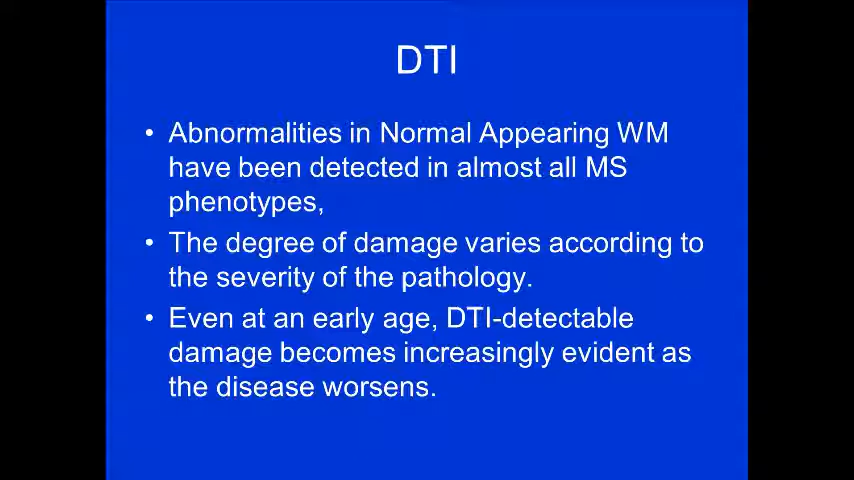 DTI
• Abnormalities in Normal Appearing WM
have been detected in almost all MS
phenotypes,
• The degree of damage varies according to
the severity of the pathology.
• Even at an early age, DTI-detectable
damage becomes increasingly evident as
the disease worsens.